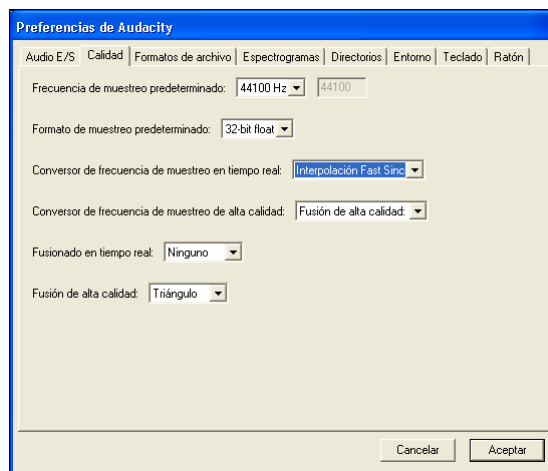 Preferencias de Audacity
Audio E/S Calidad Formatos de archivo Espectrogramas Directorios Entorno Teclado Ratón
Frecuencia de muestreo predeterminado: 44100 Hz 44100
Formato de muestreo predeterminado: 32-bit float
Conversor de frecuencia de muestreo en tiempo real: Interpolación Fast Sinc
Conversor de frecuencia de muestreo de alta calidad: Fusión de alta calidad:
Fusionado en tiempo real: Ninguno
Fusión de alta calidad: Triángulo
Cancelar Aceptar